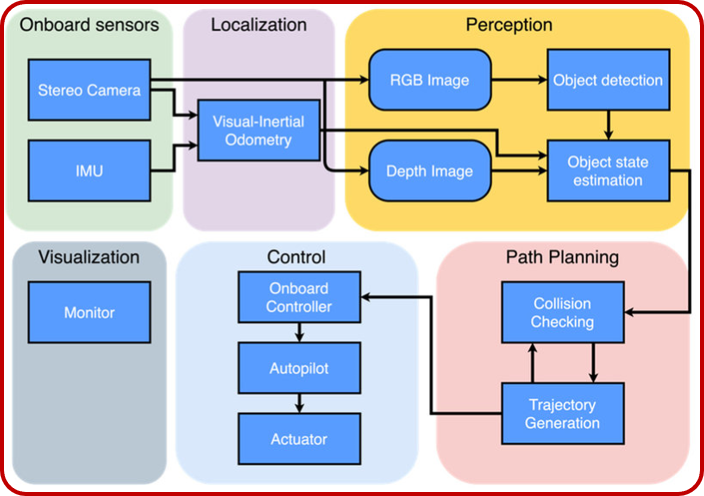 Onboard sensors
Localization
Perception
Stereo Camera
IMU
Visual-Inertial
Odometry
RGB Image
Object detection
Depth Image
Object state
estimation
Visualization
Monitor
Control
Onboard
Controller
Autopilot
Actuator
Path Planning
Collision
Checking
Trajectory
Generation